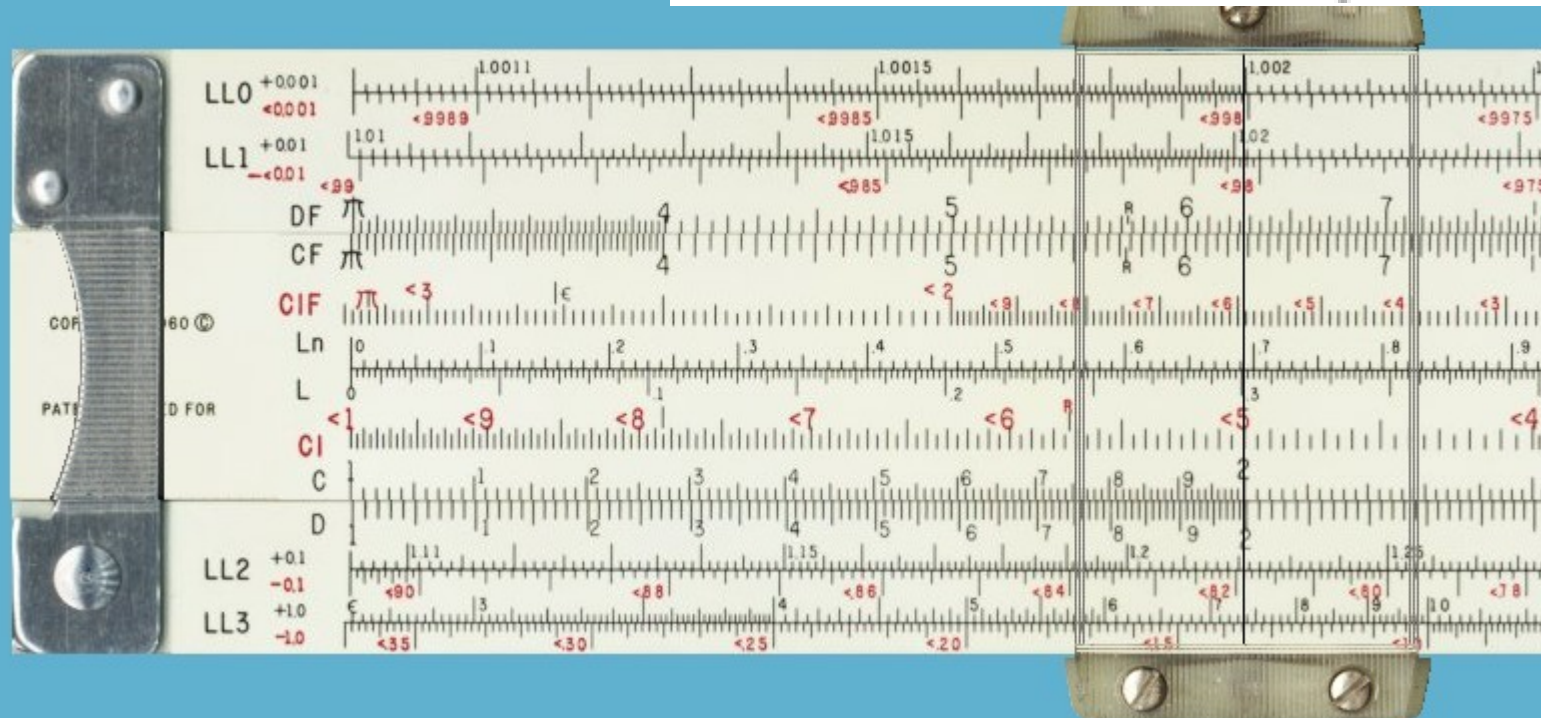 1.0011 1.0015 1.002
LL0 +0.001
<0.001 <.9989 <.9985 <.998 <.9975
1.01 1.015 1.02
LL1 +0.01
-<0.01
<.99 <.985 <.98 <.975
DF π 4 5 R 6 7
CF π 4 5 R 6 7
CIF π <3 ϵ <2 <9 <8 <7 <6 <5 <4 <3
Ln 0 .1 .2 .3 .4 .5 .6 .7 .8 .9
L 0 .1 .2 .3
<1 <9 <8 <7 <6 R <5 <4
CI
C 1 1 2 3 4 5 6 7 8 9 2
D 1 1 2 3 4 5 6 7 8 9 2
1.11 1.15 1.2 1.25
LL2 +0.1
-0.1 <.90 <.88 <.86 <.84 <.82 <.80 <.78
LL3 +1.0 ϵ 3 4 5 6 7 8 9 10
-1.0 <.35 <.30 <.25 <.20 <.15
©
FOR